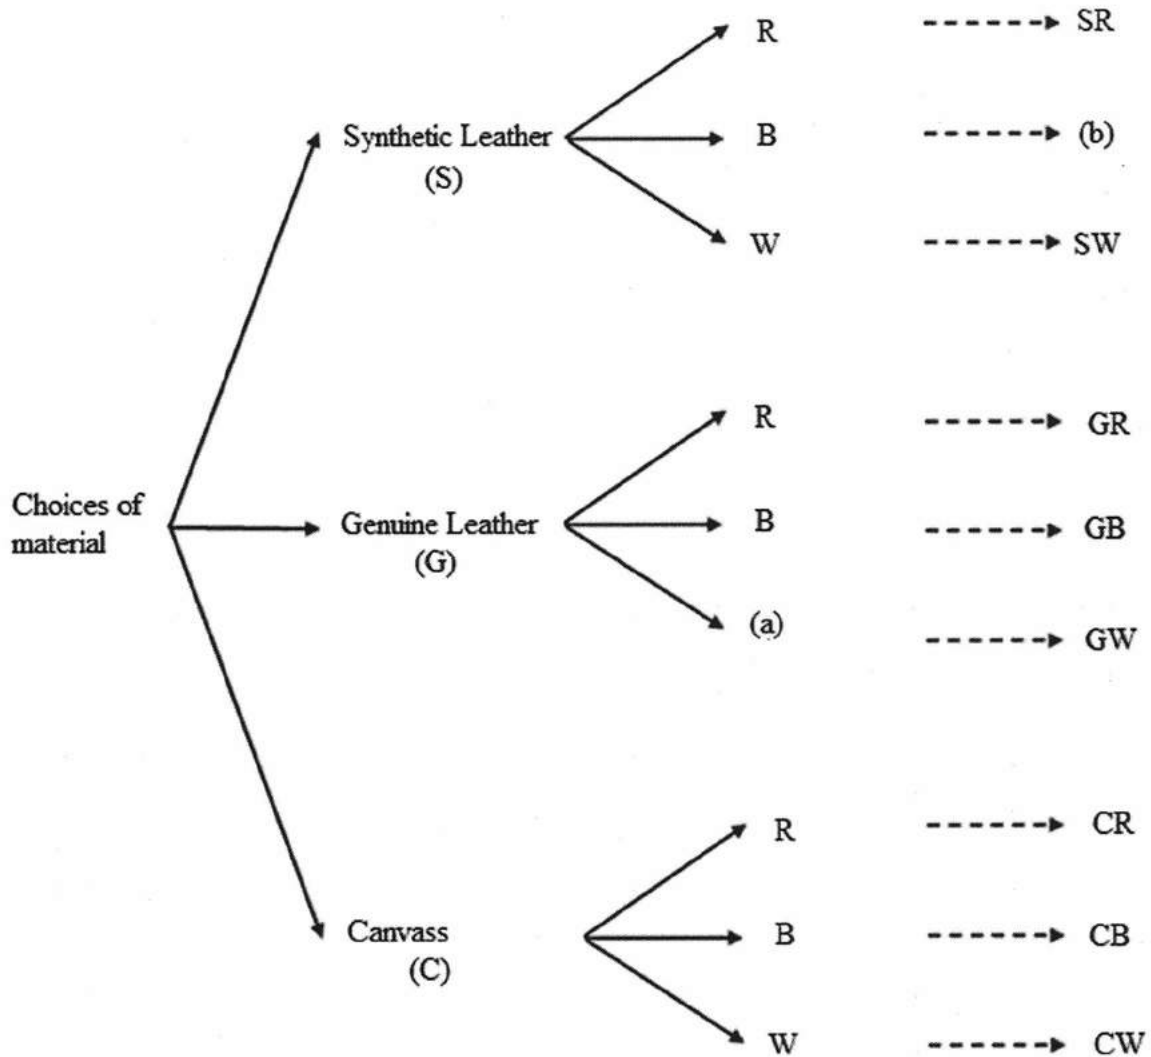 R SR
Synthetic Leather B (b)
(S)
W SW
R GR
Choices of
material
Genuine Leather B GB
(G)
(a) GW
R CR
Canvass B CB
(C)
W CW